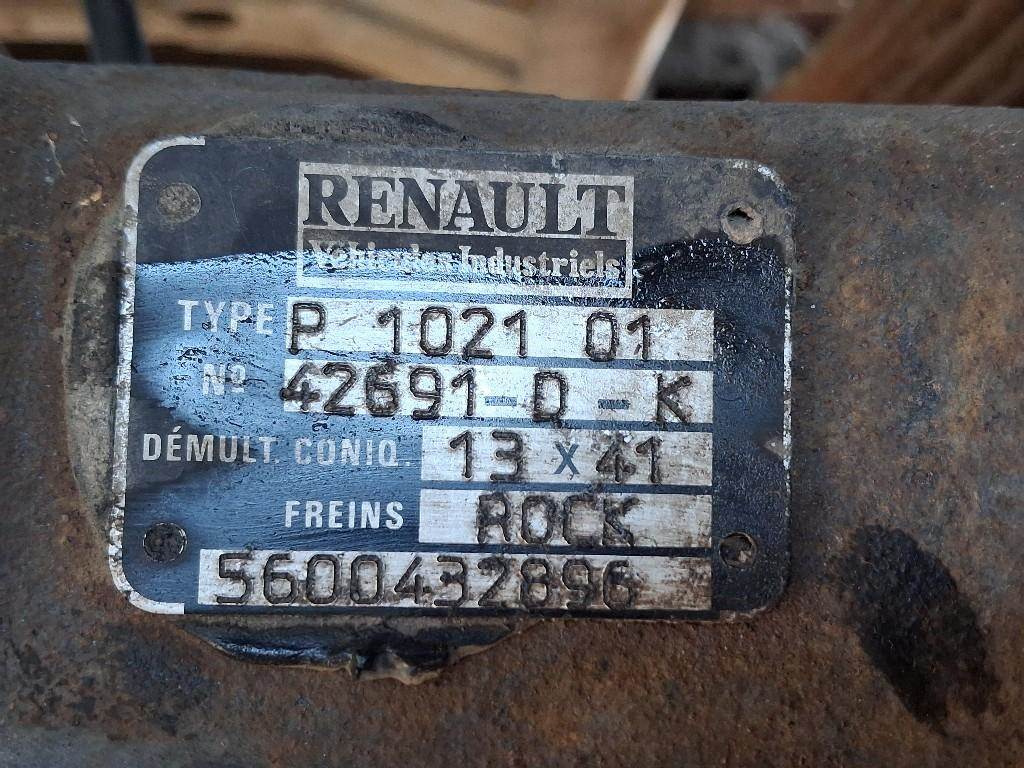 RENAULT
Véhicules Industriels
TYPE P 1021 01
No 42691-D-K
DÉMULT. CONIQ. 13 x 41
FREINS ROCK
5600432896